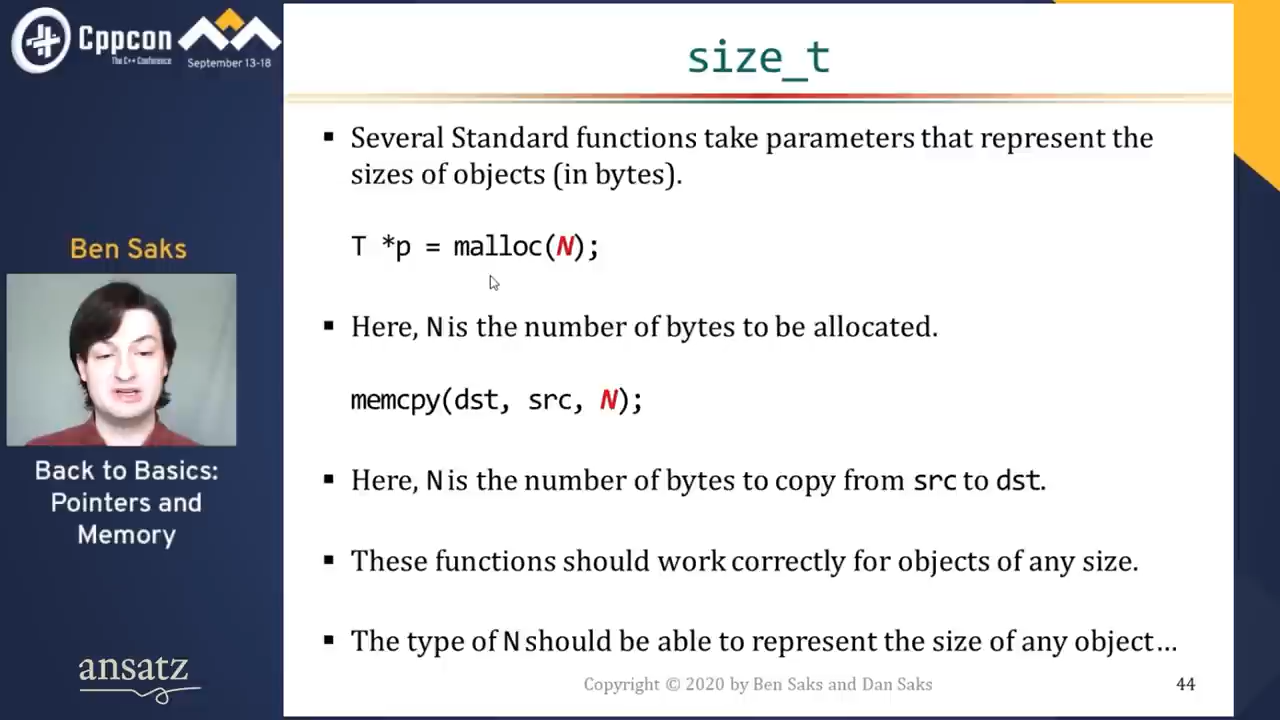 Cppcon
The C++ Conference
September 13-18
Ben Saks
Back to Basics:
Pointers and
Memory
ansatz
size_t
▪ Several Standard functions take parameters that represent the
sizes of objects (in bytes).
T *p = malloc(N);
▪ Here, N is the number of bytes to be allocated.
memcpy(dst, src, N);
▪ Here, N is the number of bytes to copy from src to dst.
▪ These functions should work correctly for objects of any size.
▪ The type of N should be able to represent the size of any object…
Copyright © 2020 by Ben Saks and Dan Saks
44